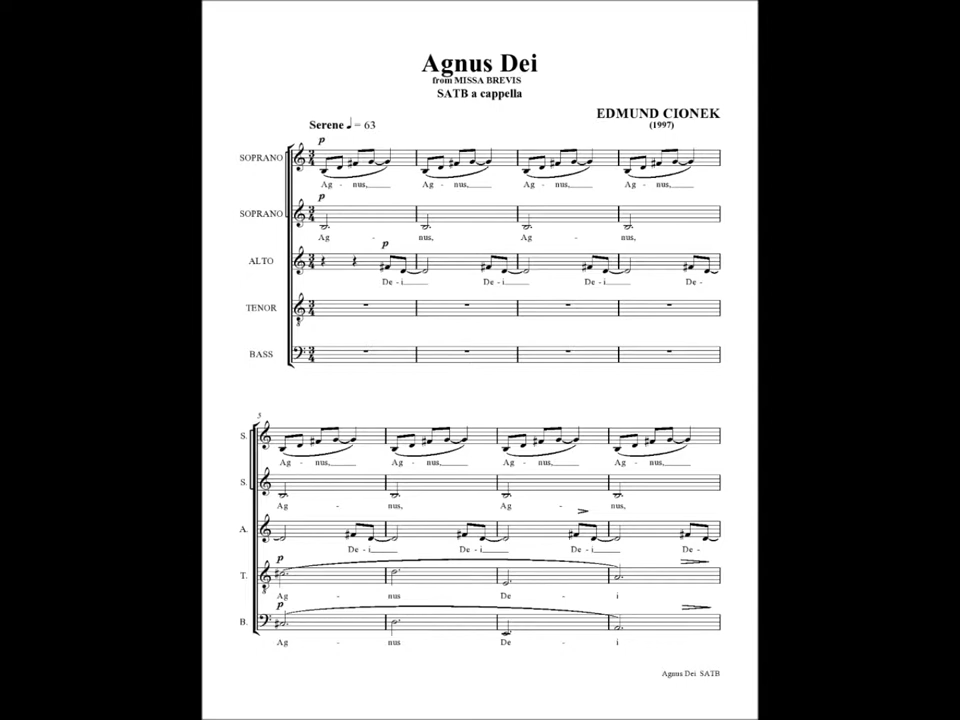 Agnus Dei
from MISSA BREVIS
SATB a cappella
EDMUND CIONEK
(1997)
Serene ♩ = 63
p
SOPRANO
Ag - nus, Ag - nus, Ag - nus, Ag - nus,
p
SOPRANO
Ag - nus, Ag - nus,
p
ALTO
De - i De - i De - i De -
TENOR
BASS
5
S.
Ag - nus, Ag - nus, Ag - nus, Ag - nus,
S.
Ag - nus, Ag - nus,
A.
De - i De - i De - i De -
p
T.
Ag - nus De - i
p
B.
Ag - nus De - i
Agnus Dei SATB